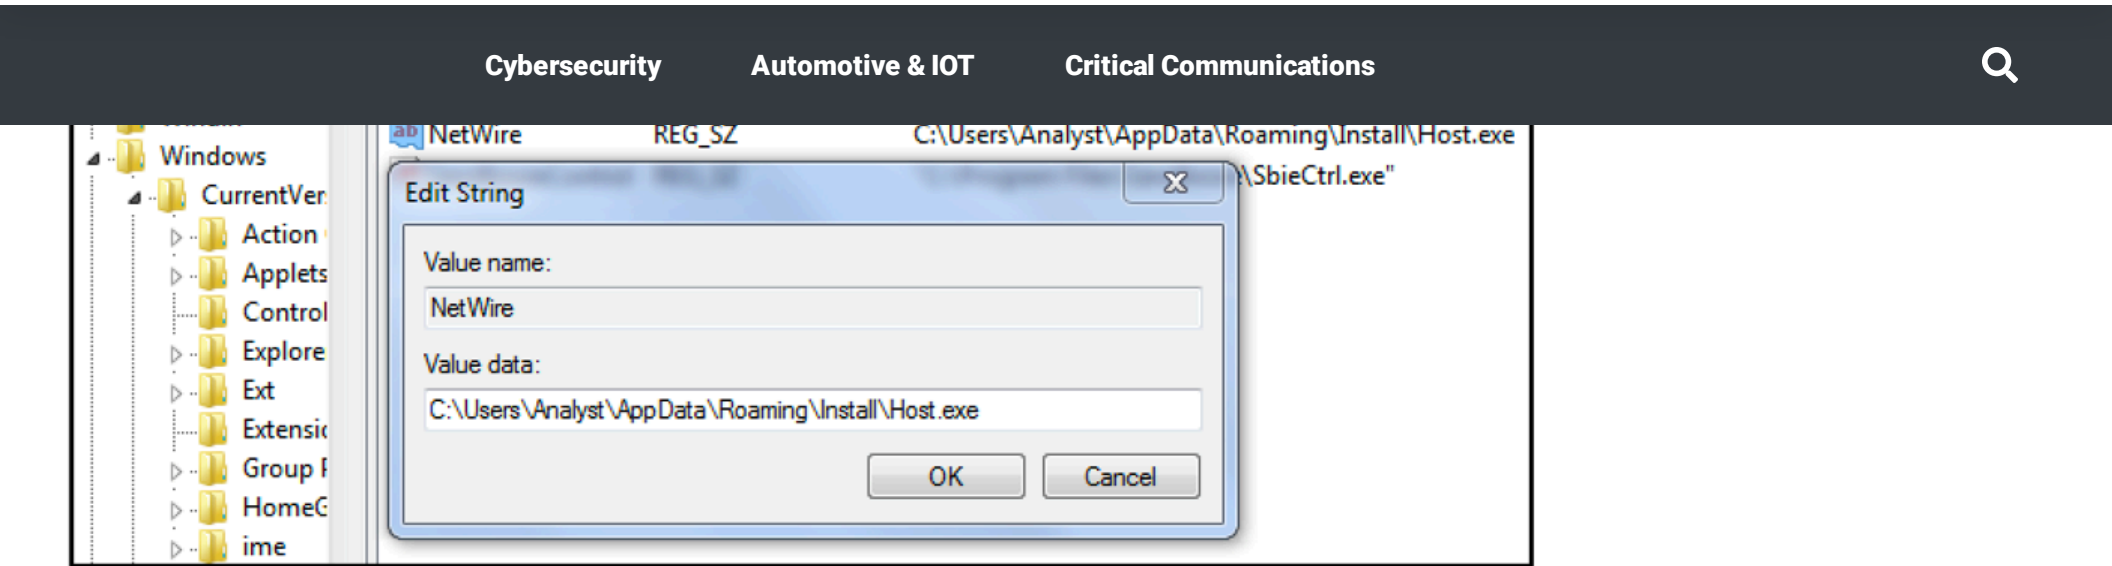 Cybersecurity Automotive & IOT Critical Communications
NetWire REG_SZ C:\Users\Analyst\AppData\Roaming\Install\Host.exe
\SbieCtrl.exe"
Windows
CurrentVer
Action
Applets
Control
Explore
Ext
Extensic
Group
HomeG
ime
Edit String
Value name:
NetWire
Value data:
C:\Users\Analyst\AppData\Roaming\Install\Host.exe
OK Cancel